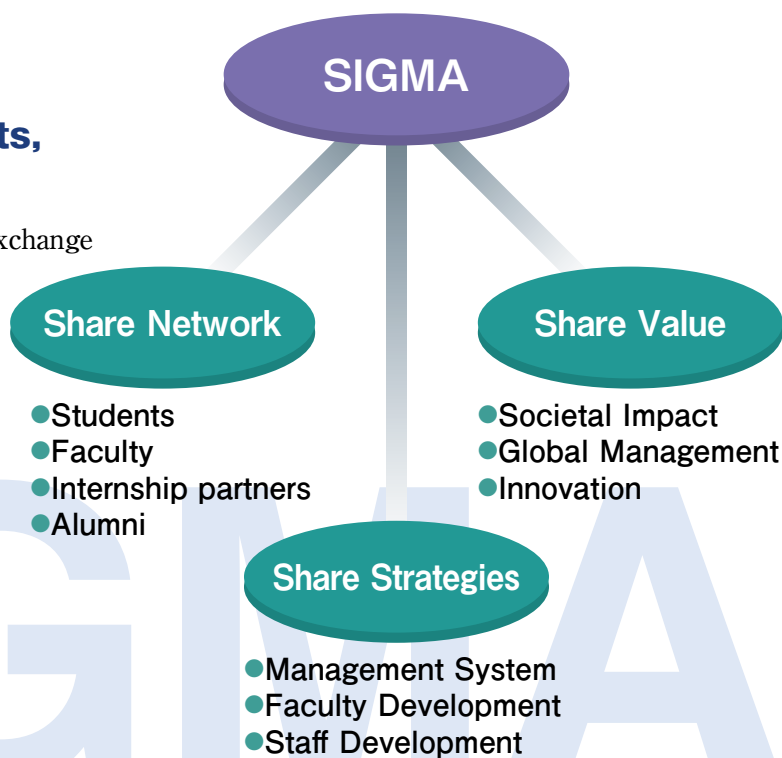 SIGMA
ts,
xchange
Share Network
Share Value
●Students
●Faculty
●Internship partners
●Alumni
●Societal Impact
●Global Management
●Innovation
Share Strategies
●Management System
●Faculty Development
●Staff Development
GMA